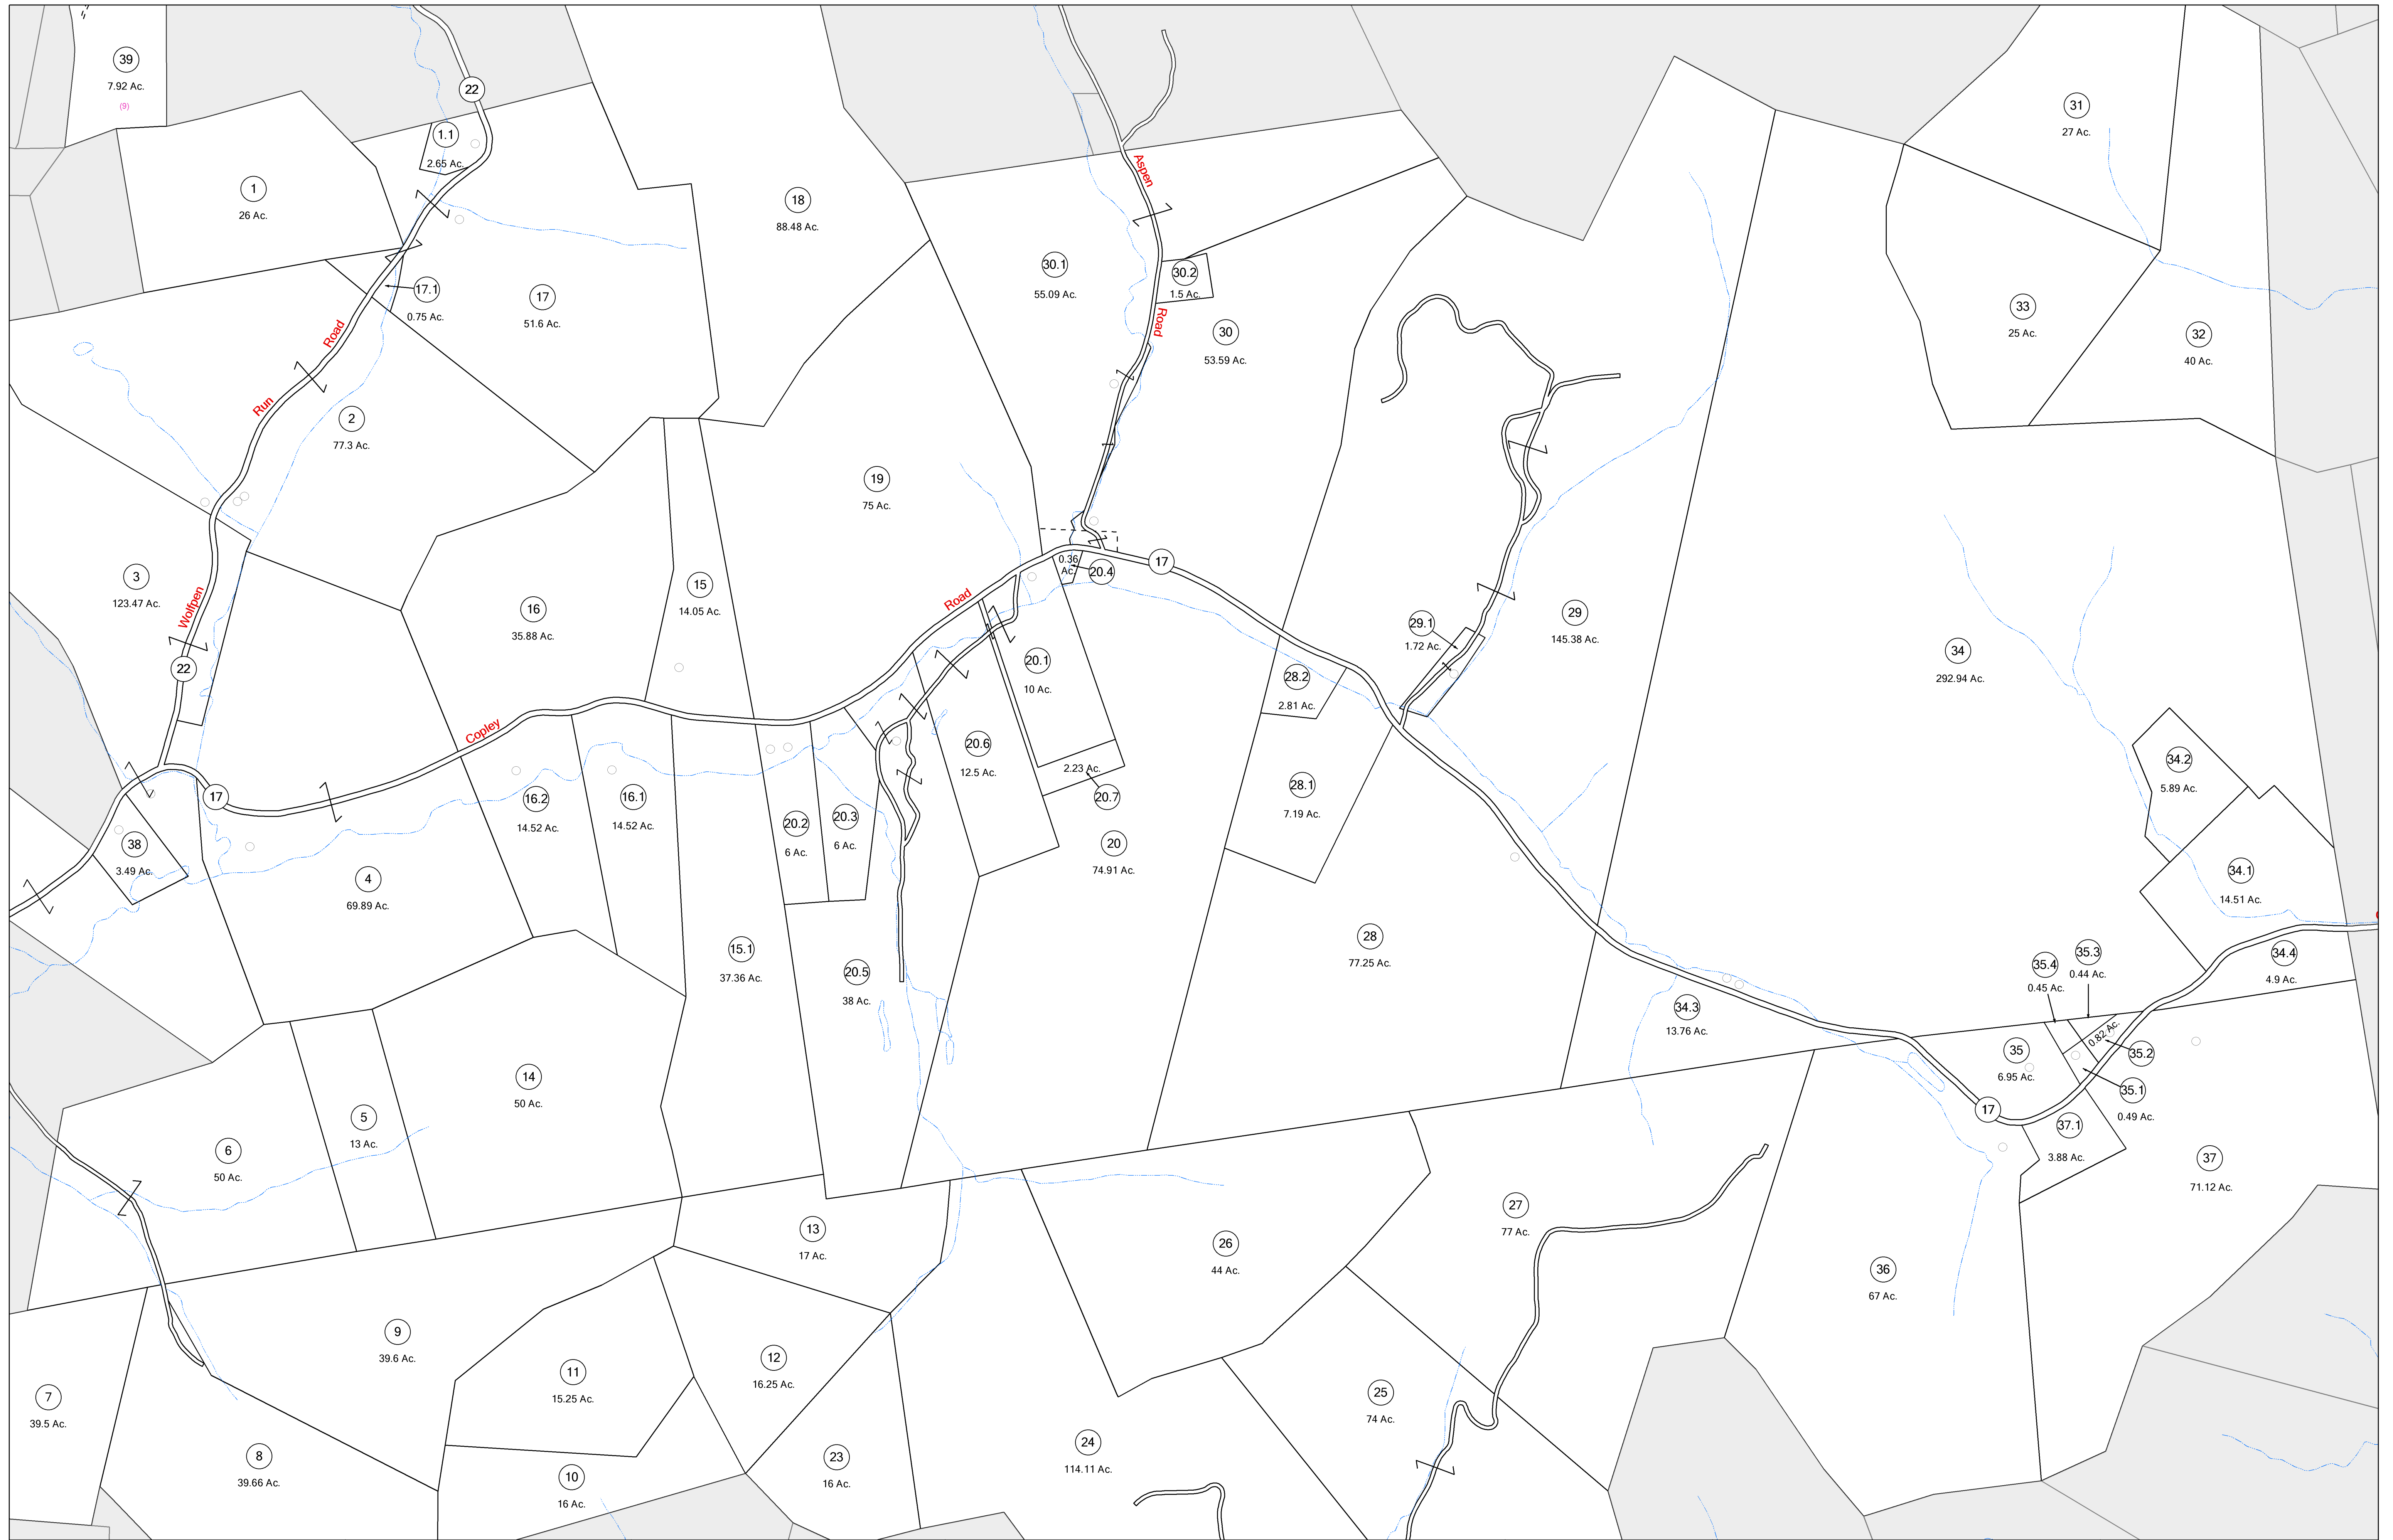 39
7.92 Ac.
(9)
22
1.1
2.65 Ac.
1
26 Ac.
17.1
0.75 Ac.
17
51.6 Ac.
18
88.48 Ac.
Aspen
Road
30.1
55.09 Ac.
30.2
1.5 Ac.
30
53.59 Ac.
31
27 Ac.
33
25 Ac.
32
40 Ac.
Wolfpen
Run
Road
2
77.3 Ac.
19
75 Ac.
3
123.47 Ac.
22
16
35.88 Ac.
15
14.05 Ac.
Copley
Road
0.36
Ac.
20.4
17
20.1
10 Ac.
28.2
2.81 Ac.
29.1
1.72 Ac.
29
145.38 Ac.
34
292.94 Ac.
17
38
3.49 Ac.
4
69.89 Ac.
16.2
14.52 Ac.
16.1
14.52 Ac.
20.2
6 Ac.
20.3
6 Ac.
20.6
12.5 Ac.
2.23 Ac.
20.7
20
74.91 Ac.
28.1
7.19 Ac.
34.2
5.89 Ac.
34.1
14.51 Ac.
15.1
37.36 Ac.
20.5
38 Ac.
28
77.25 Ac.
34.3
13.76 Ac.
35.4
0.45 Ac.
35.3
0.44 Ac.
34.4
4.9 Ac.
35
6.95 Ac.
0.82 Ac.
35.2
35.1
0.49 Ac.
17
37.1
3.88 Ac.
37
71.12 Ac.
14
50 Ac.
5
13 Ac.
6
50 Ac.
13
17 Ac.
26
44 Ac.
27
77 Ac.
36
67 Ac.
9
39.6 Ac.
11
15.25 Ac.
12
16.25 Ac.
25
74 Ac.
7
39.5 Ac.
8
39.66 Ac.
10
16 Ac.
23
16 Ac.
24
114.11 Ac.